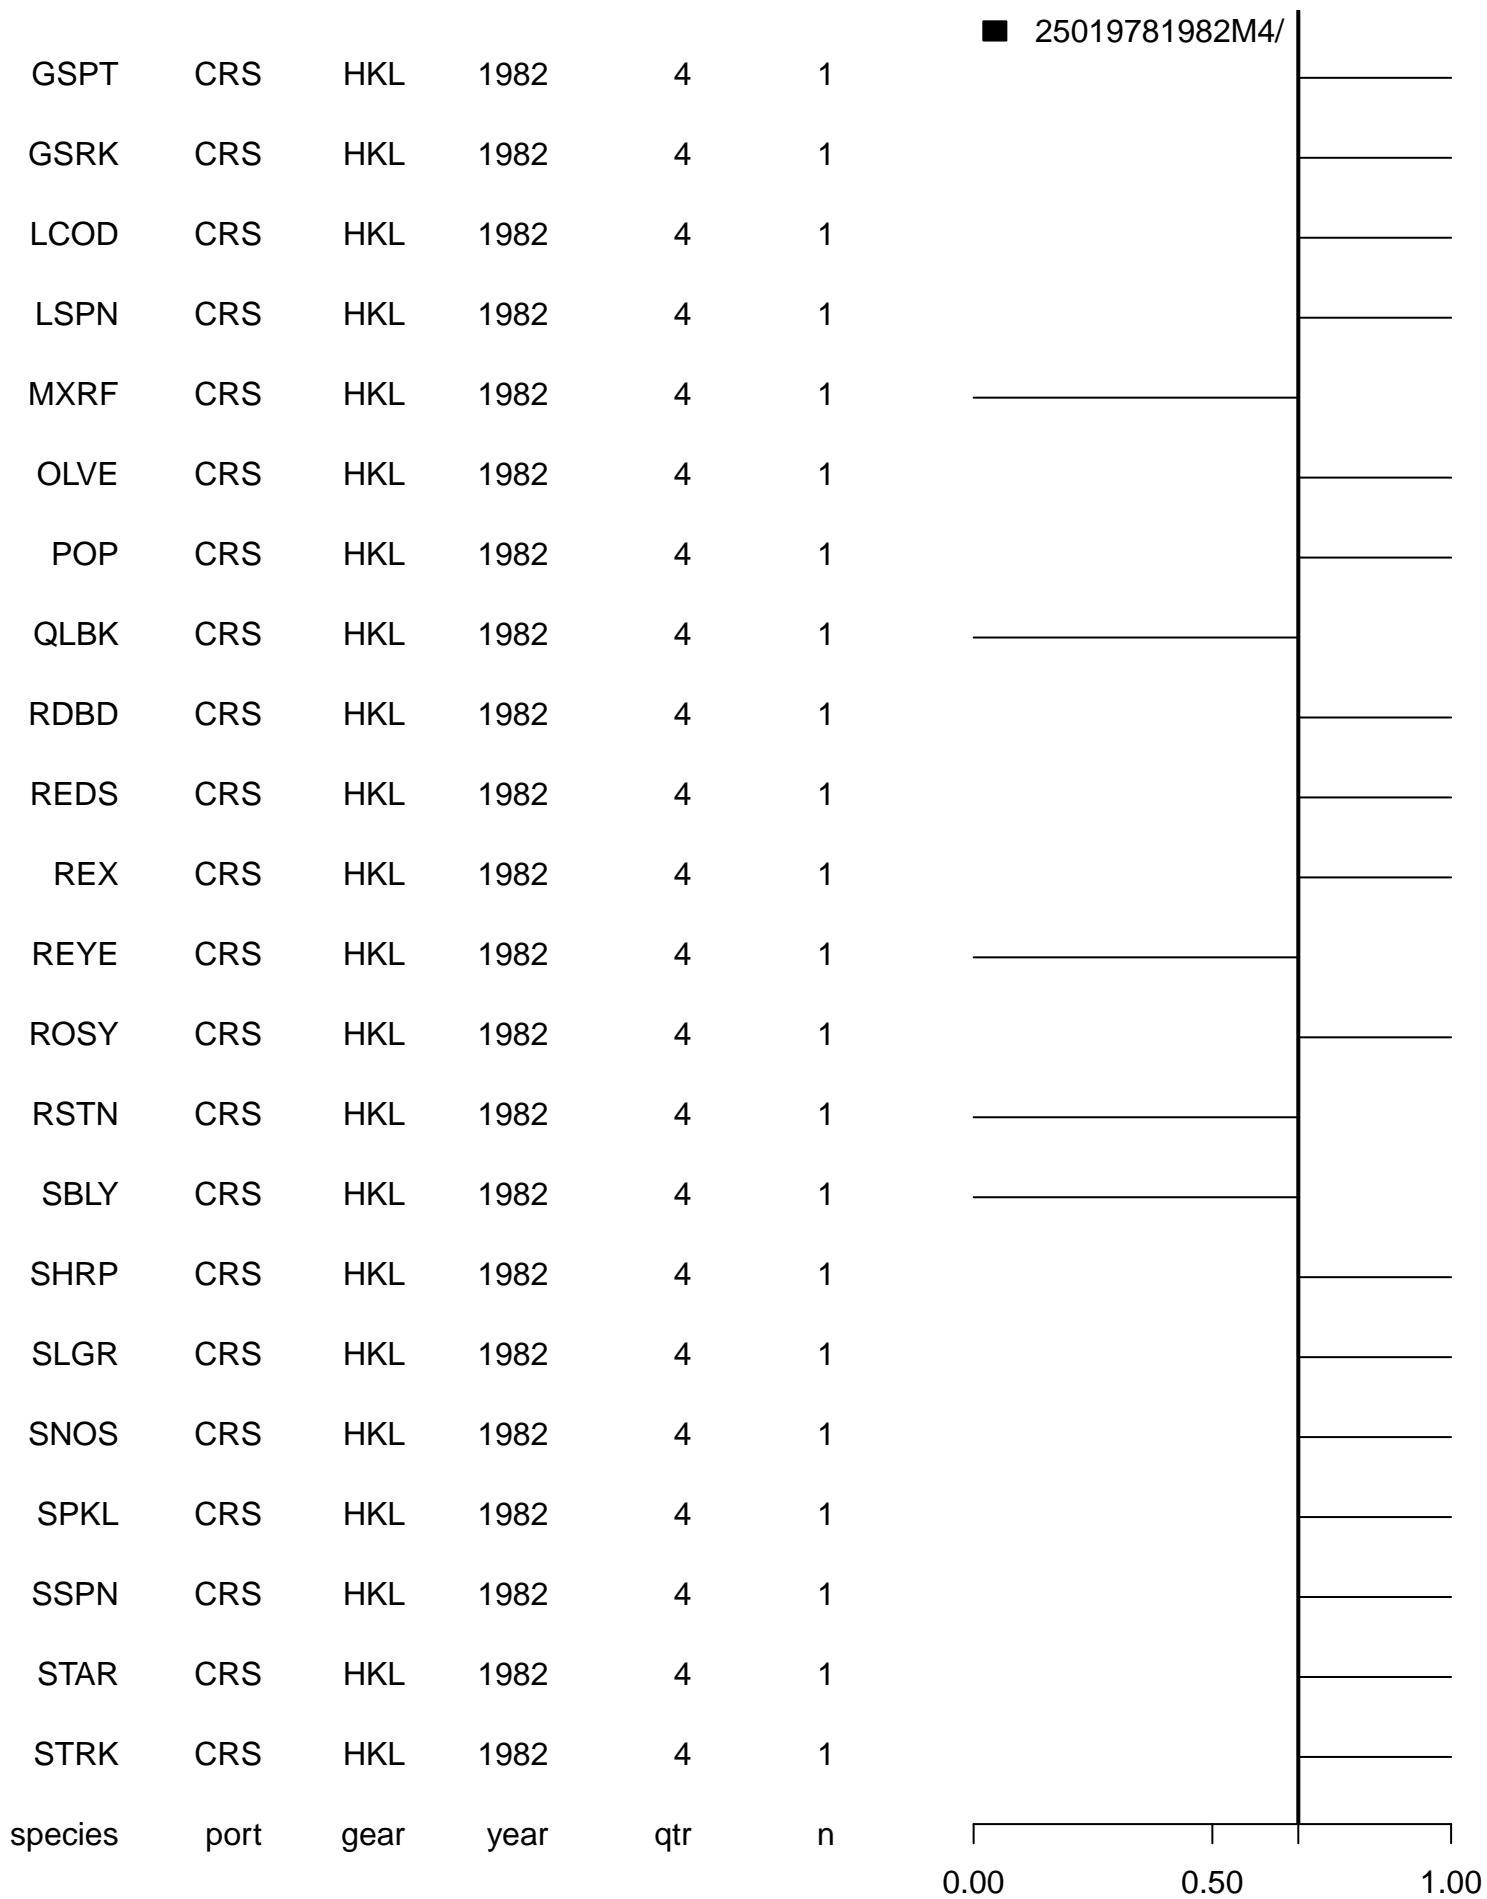 25019781982M4/
GSPT CRS HKL 1982 4 1
GSRK CRS HKL 1982 4 1
LCOD CRS HKL 1982 4 1
LSPN CRS HKL 1982 4 1
MXRF CRS HKL 1982 4 1
OLVE CRS HKL 1982 4 1
POP CRS HKL 1982 4 1
QLBK CRS HKL 1982 4 1
RDBD CRS HKL 1982 4 1
REDS CRS HKL 1982 4 1
REX CRS HKL 1982 4 1
REYE CRS HKL 1982 4 1
ROSY CRS HKL 1982 4 1
RSTN CRS HKL 1982 4 1
SBLY CRS HKL 1982 4 1
SHRP CRS HKL 1982 4 1
SLGR CRS HKL 1982 4 1
SNOS CRS HKL 1982 4 1
SPKL CRS HKL 1982 4 1
SSPN CRS HKL 1982 4 1
STAR CRS HKL 1982 4 1
STRK CRS HKL 1982 4 1
species port gear year qtr n
0.00 0.50 1.00